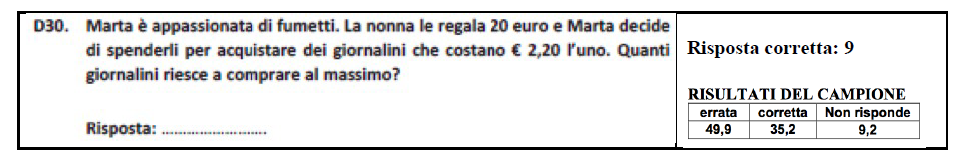 D30. Marta è appassionata di fumetti. La nonna le regala 20 euro e Marta decide
di spenderli per acquistare dei giornalini che costano € 2,20 l'uno. Quanti
giornalini riesce a comprare al massimo?
Risposta: ............................
Risposta corretta: 9
RISULTATI DEL CAMPIONE
errata corretta Non risponde
49,9 35,2 9,2